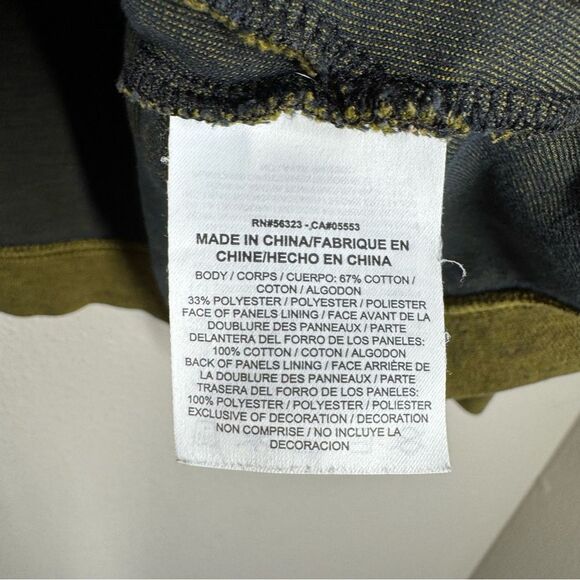 RN#56323 - CA#05553
MADE IN CHINA/FABRIQUE EN
CHINE/HECHO EN CHINA
BODY / CORPS / CUERPO: 67% COTTON /
COTON / ALGODON
33% POLYESTER / POLYESTER / POLIESTER
FACE OF PANELS LINING / FACE AVANT DE LA
DOUBLURE DES PANNEAUX / PARTE
DELANTERA DEL FORRO DE LOS PANELES:
100% COTTON / COTON / ALGODON
BACK OF PANELS LINING / FACE ARRIÈRE DE
LA DOUBLURE DES PANNEAUX / PARTE
TRASERA DEL FORRO DE LOS PANELES:
100% POLYESTER / POLYESTER / POLIESTER
EXCLUSIVE OF DECORATION / DECORATION
NON COMPRISE / NO INCLUYE LA
DECORACION